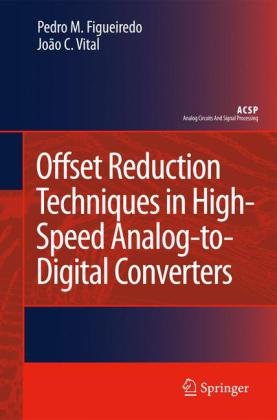 Pedro M. Figueiredo
João C. Vital
ACSP
Analog Circuits And Signal Processing
Offset Reduction
Techniques in High-
Speed Analog-to-
Digital Converters
Springer